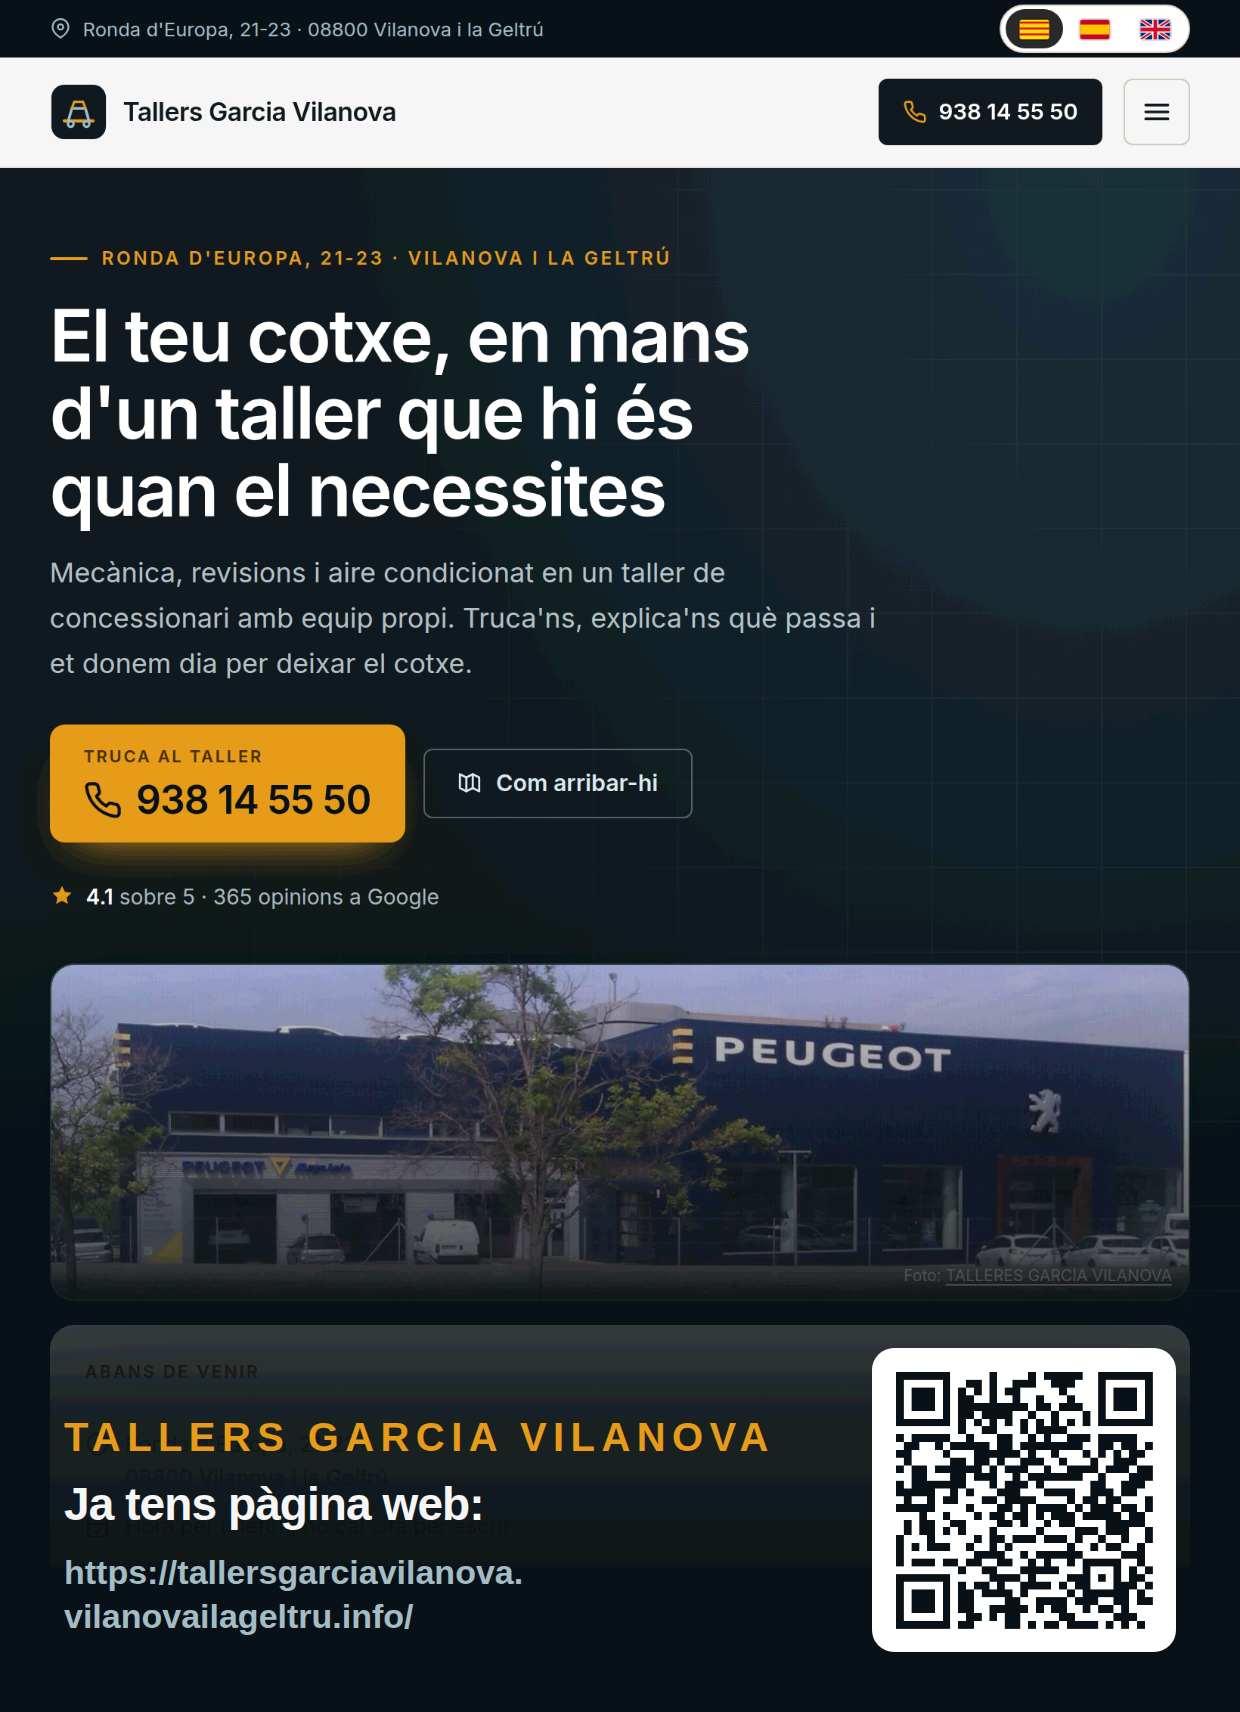 Ronda d'Europa, 21-23 · 08800 Vilanova i la Geltrú
Tallers Garcia Vilanova
938 14 55 50
RONDA D'EUROPA, 21-23 · VILANOVA I LA GELTRÚ
El teu cotxe, en mans
d'un taller que hi és
quan el necessites
Mecànica, revisions i aire condicionat en un taller de
concessionari amb equip propi. Truca'ns, explica'ns què passa i
et donem dia per deixar el cotxe.
TRUCA AL TALLER
938 14 55 50
Com arribar-hi
4.1 sobre 5 · 365 opinions a Google
PEUGEOT
PEUGEOT
Foto: TALLERES GARCIA VILANOVA
ABANS DE VENIR
TALLERS GARCIA VILANOVA
08800 Vilanova i la Geltrú
Ja tens pàgina web:
https://tallersgarciavilanova.
vilanovailageltru.info/